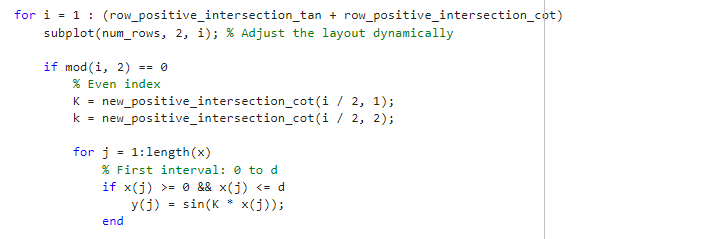 for i = 1 : (row_positive_intersection_tan + row_positive_intersection_cot)
    subplot(num_rows, 2, i); % Adjust the layout dynamically

    if mod(i, 2) == 0
        % Even index
        K = new_positive_intersection_cot(i / 2, 1);
        k = new_positive_intersection_cot(i / 2, 2);

        for j = 1:length(x)
            % First interval: 0 to d
            if x(j) >= 0 && x(j) <= d
                y(j) = sin(K * x(j));
            end